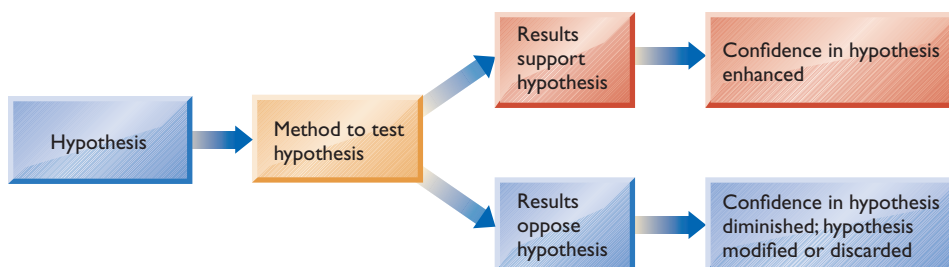 Hypothesis
Method to test
hypothesis
Results
support
hypothesis
Confidence in hypothesis
enhanced
Results
oppose
hypothesis
Confidence in hypothesis
diminished; hypothesis
modified or discarded